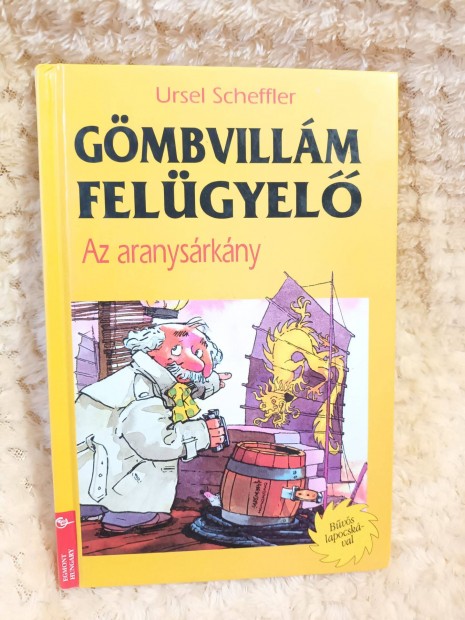 Ursel Scheffler
GÖMBVILLÁM
FELÜGYELŐ
Az aranysárkány
Bűvös
lapocská-
val
EGMONT
HUNGARY